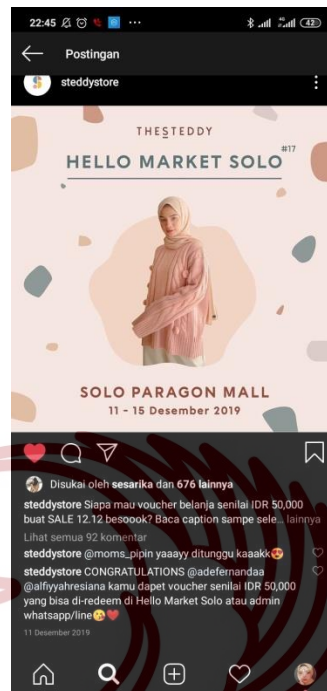 22:45
42
Postingan
steddystore
THESTEDDY
HELLO MARKET SOLO
#17
SOLO PARAGON MALL
11 - 15 Desember 2019
Disukai oleh sesarika dan 676 lainnya
steddystore Siapa mau voucher belanja senilai IDR 50,000
buat SALE 12.12 besoook? Baca caption sampe sele... lainnya
Lihat semua 92 komentar
steddystore @moms_pipin yaaayy ditunggu kaaakk😍
steddystore CONGRATULATIONS @adefernandaa
@alfiyyahresiana kamu dapet voucher senilai IDR 50,000
yang bisa di-redeem di Hello Market Solo atau admin
whatsapp/line😘❤️
11 Desember 2019